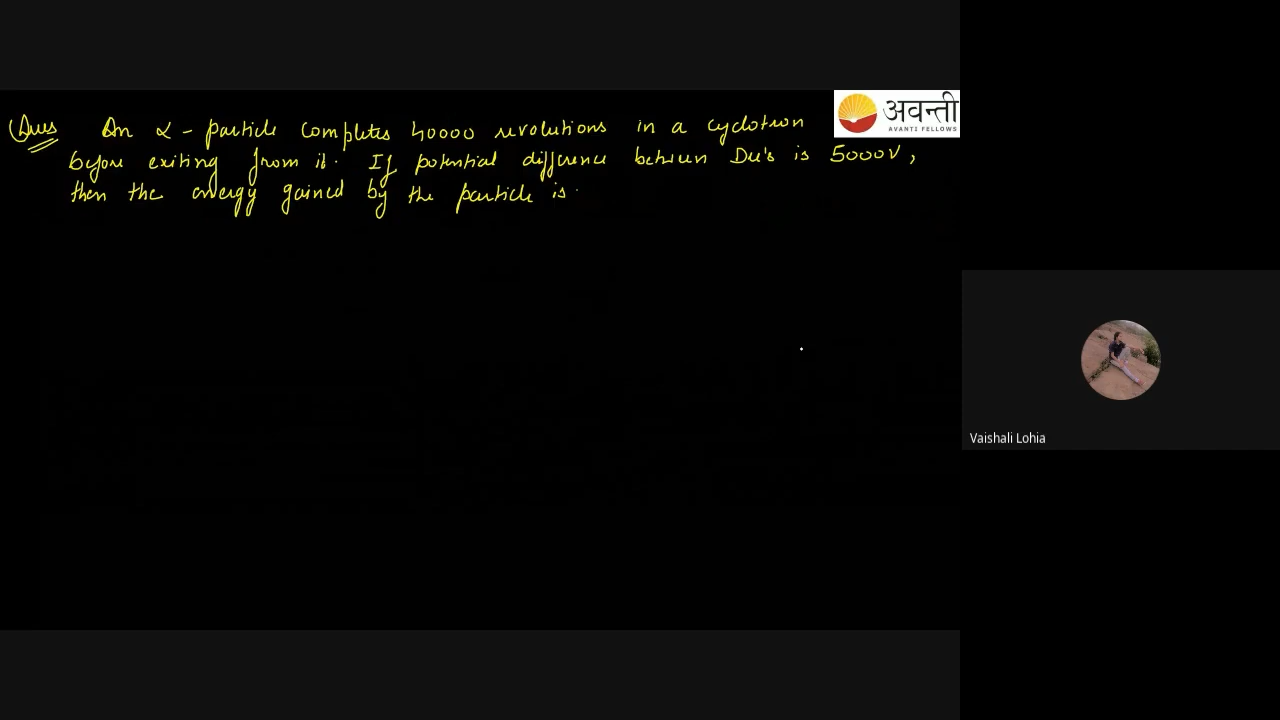 Ques An α-particle completes 40000 revolutions in a cyclotron
before exiting from it. If potential difference between Dee's is 5000V,
then the energy gained by the particle is.
अवन्ती
AVANTI FELLOWS
Vaishali Lohia